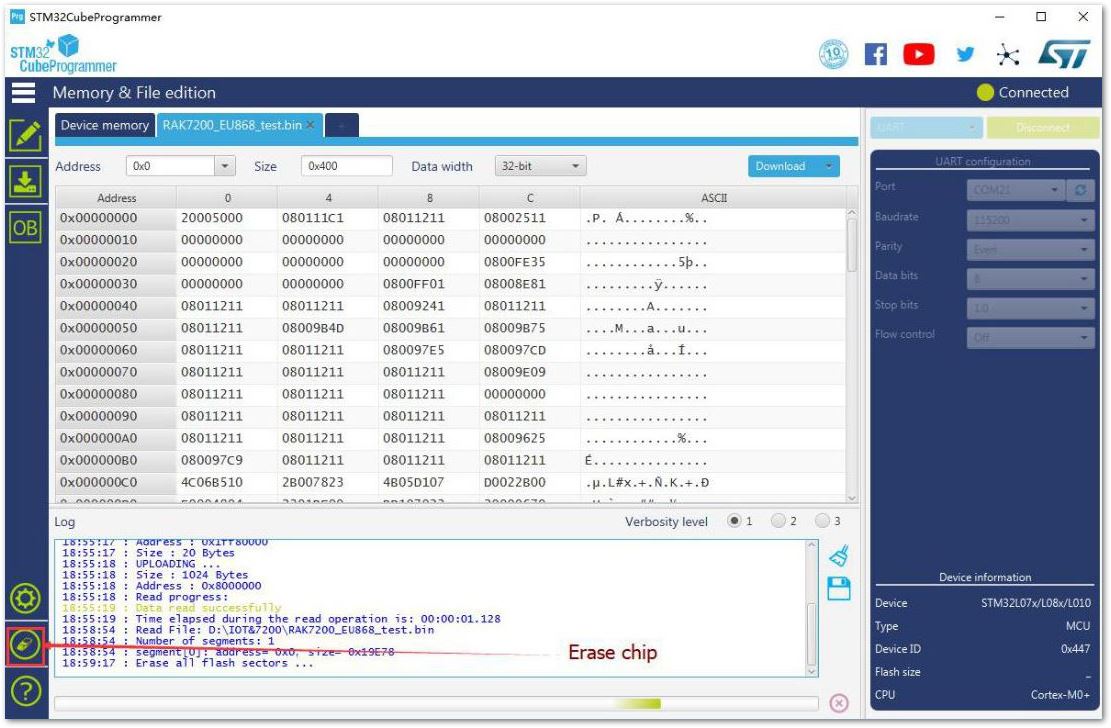 Prg STM32CubeProgrammer
STM32
CubeProgrammer
10
ST
Memory & File edition
Connected
Device memory RAK7200_EU868_test.bin × +
UART Disconnect
Address 0x0 Size 0x400 Data width 32-bit Download
UART configuration
Port COM21
Baudrate 115200
Parity Even
Data bits 8
Stop bits 1.0
Flow control Off
OB
Address 0 4 8 C ASCII
0x00000000 20005000 080111C1 08011211 08002511 .P. Á........%..
0x00000010 00000000 00000000 00000000 00000000 ................
0x00000020 00000000 00000000 00000000 0800FE35 ............5þ..
0x00000030 00000000 00000000 0800FF01 08008E81 .........ÿ......
0x00000040 08011211 08011211 08009241 08011211 ........A.......
0x00000050 08011211 08009B4D 08009B61 08009B75 ....M...a...u...
0x00000060 08011211 08011211 080097E5 080097CD ........å...Í...
0x00000070 08011211 08011211 08011211 08009E09 ................
0x00000080 08011211 08011211 08011211 00000000 ................
0x00000090 08011211 08011211 08011211 08011211 ................
0x000000A0 08011211 08011211 08011211 08009625 ............%...
0x000000B0 080097C9 08011211 08011211 08011211 É...............
0x000000C0 4C06B510 2B007823 4B05D107 D0022B00 .µ.L#x.+.Ñ.K.+.Ð
Log Verbosity level 1 2 3
18:55:17 : Address : 0x1ff80000
18:55:17 : Size : 20 Bytes
18:55:18 : UPLOADING ...
18:55:18 : Size : 1024 Bytes
18:55:18 : Address : 0x8000000
18:55:18 : Read progress:
18:55:19 : Data read successfully
18:55:19 : Time elapsed during the read operation is: 00:00:01.128
18:58:54 : Read File: D:\IOT&7200\RAK7200_EU868_test.bin
18:58:54 : Number of segments: 1
18:58:54 : segment[0]: address= 0x0, size= 0x19E78
18:59:17 : Erase all flash sectors ...
Erase chip
Device information
Device STM32L07x/L08x/L010
Type MCU
Device ID 0x447
Flash size _
CPU Cortex-M0+
?